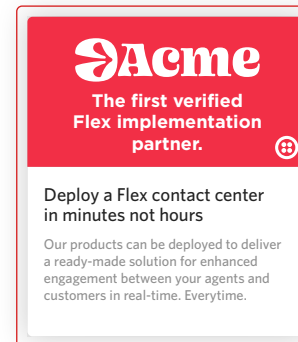 Acme
The first verified
Flex implementation
partner.
Deploy a Flex contact center
in minutes not hours
Our products can be deployed to deliver
a ready-made solution for enhanced
engagement between your agents and
customers in real-time. Everytime.